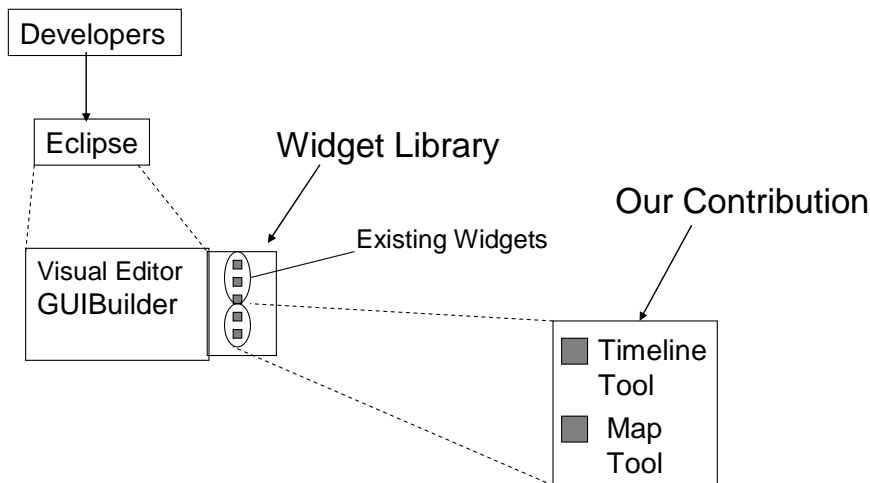 Developers
Eclipse
Widget Library
Our Contribution
Existing Widgets
Visual Editor
GUIBuilder
Timeline
Tool
Map
Tool